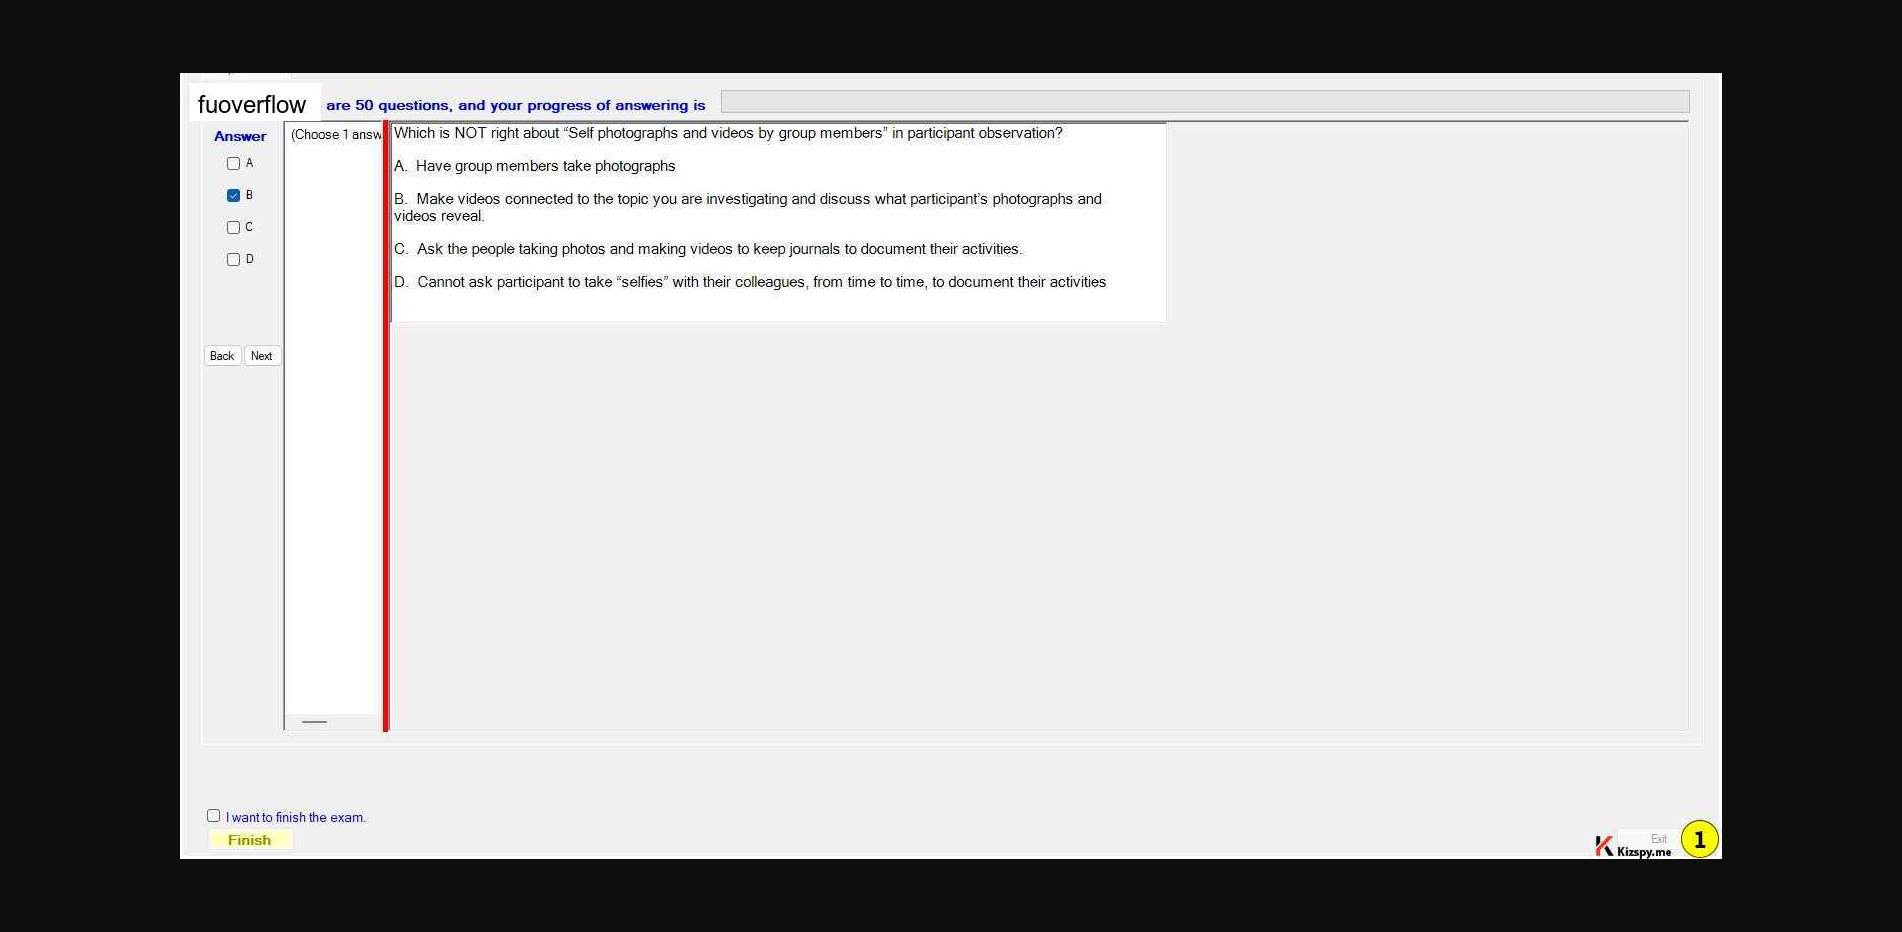 fuoverflow are 50 questions, and your progress of answering is
Answer
(Choose 1 answ
A
B
C
D
Back Next
Which is NOT right about “Self photographs and videos by group members” in participant observation?
A. Have group members take photographs
B. Make videos connected to the topic you are investigating and discuss what participant’s photographs and
videos reveal.
C. Ask the people taking photos and making videos to keep journals to document their activities.
D. Cannot ask participant to take “selfies” with their colleagues, from time to time, to document their activities
I want to finish the exam.
Finish
Exit
Kizspy.me
1